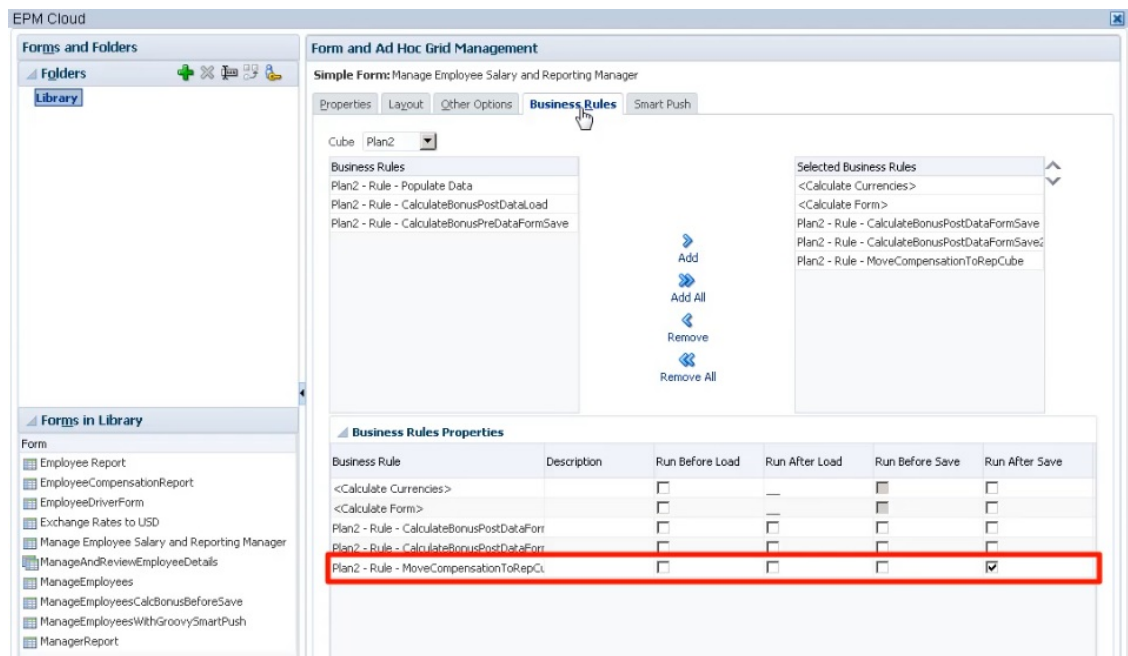 EPM Cloud
Forms and Folders
Folders
Library
Forms in Library
Form
Employee Report
EmployeeCompensationReport
EmployeeDriverForm
Exchange Rates to USD
Manage Employee Salary and Reporting Manager
ManageAndReviewEmployeeDetails
ManageEmployees
ManageEmployeesCalcBonusBeforeSave
ManageEmployeesWithGroovySmartPush
ManagerReport
Form and Ad Hoc Grid Management
Simple Form: Manage Employee Salary and Reporting Manager
Properties Layout Other Options Business Rules Smart Push
Cube Plan2
Business Rules
Plan2 - Rule - Populate Data
Plan2 - Rule - CalculateBonusPostDataLoad
Plan2 - Rule - CalculateBonusPreDataFormSave
Add
Add All
Remove
Remove All
Selected Business Rules
<Calculate Currencies>
<Calculate Form>
Plan2 - Rule - CalculateBonusPostDataFormSave
Plan2 - Rule - CalculateBonusPostDataFormSave2
Plan2 - Rule - MoveCompensationToRepCube
Business Rules Properties
Business Rule Description Run Before Load Run After Load Run Before Save Run After Save
<Calculate Currencies>
<Calculate Form>
Plan2 - Rule - CalculateBonusPostDataForr
Plan2 - Rule - CalculateBonusPostDataForr
Plan2 - Rule - MoveCompensationToRepCu